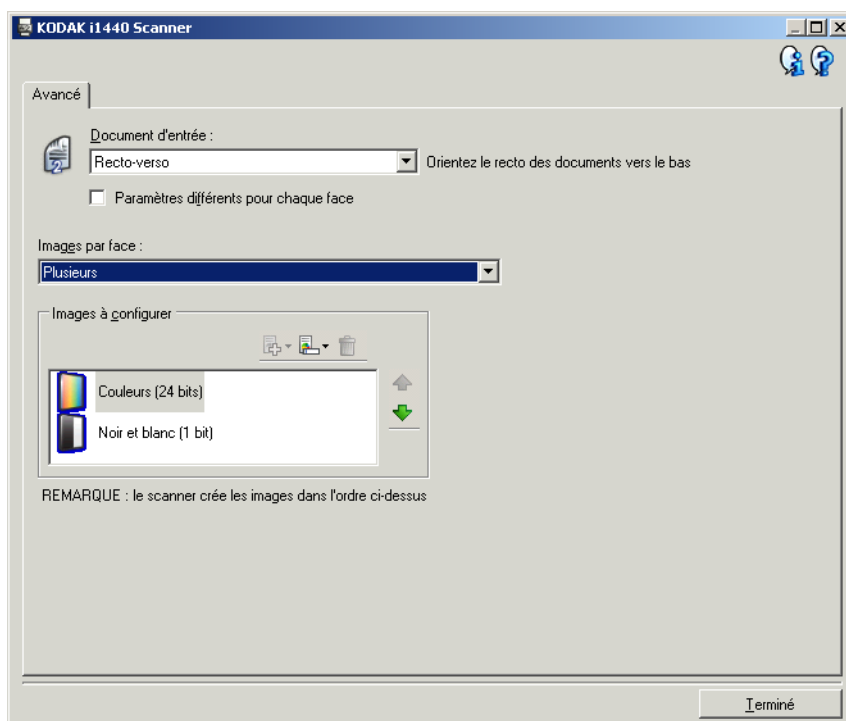 KODAK i1440 Scanner
Avancé
Document d'entrée :
Recto-verso
Orientez le recto des documents vers le bas
Paramètres différents pour chaque face
Images par face :
Plusieurs
Images à configurer
Couleurs (24 bits)
Noir et blanc (1 bit)
REMARQUE : le scanner crée les images dans l'ordre ci-dessus
Terminé